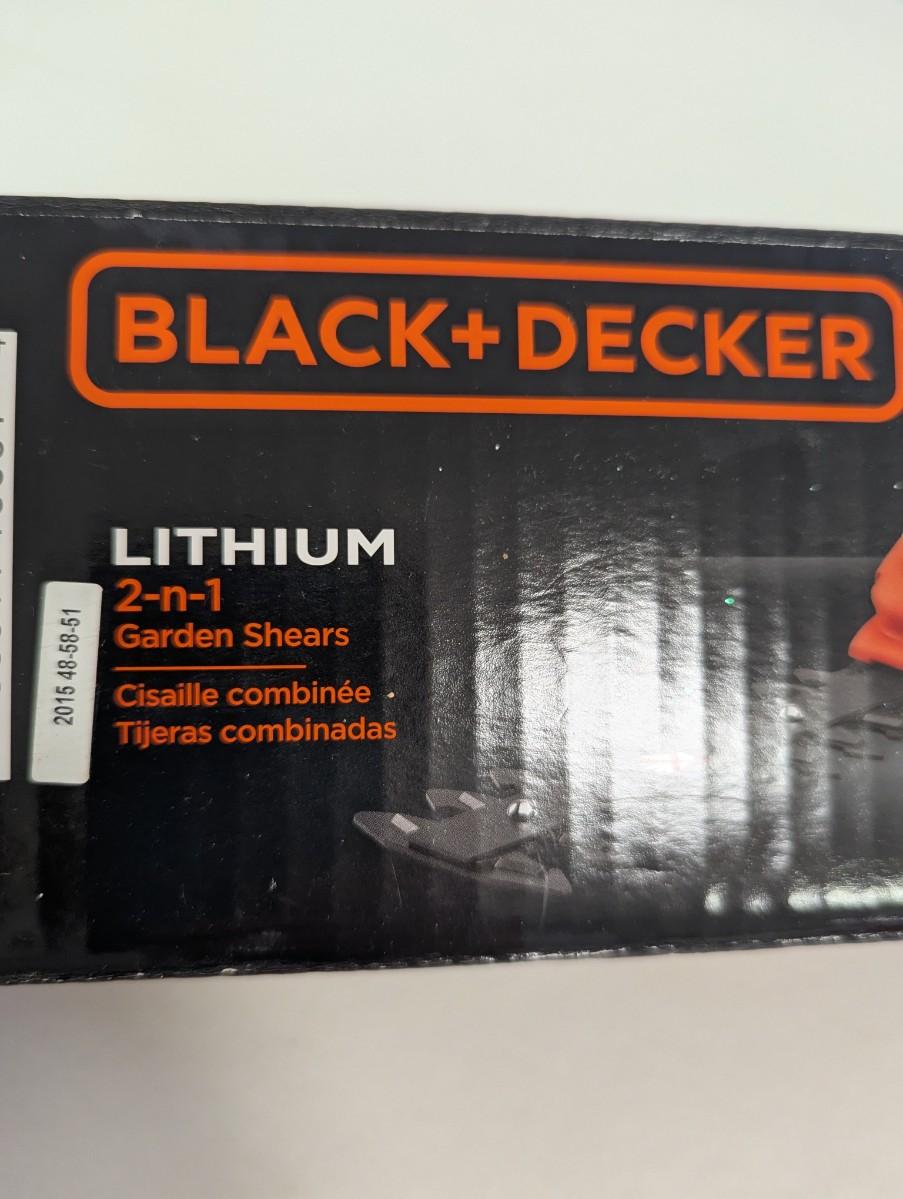 BLACK+DECKER
LITHIUM
2-n-1
Garden Shears
Cisaille combinée
Tijeras combinadas
2015 48-58-51